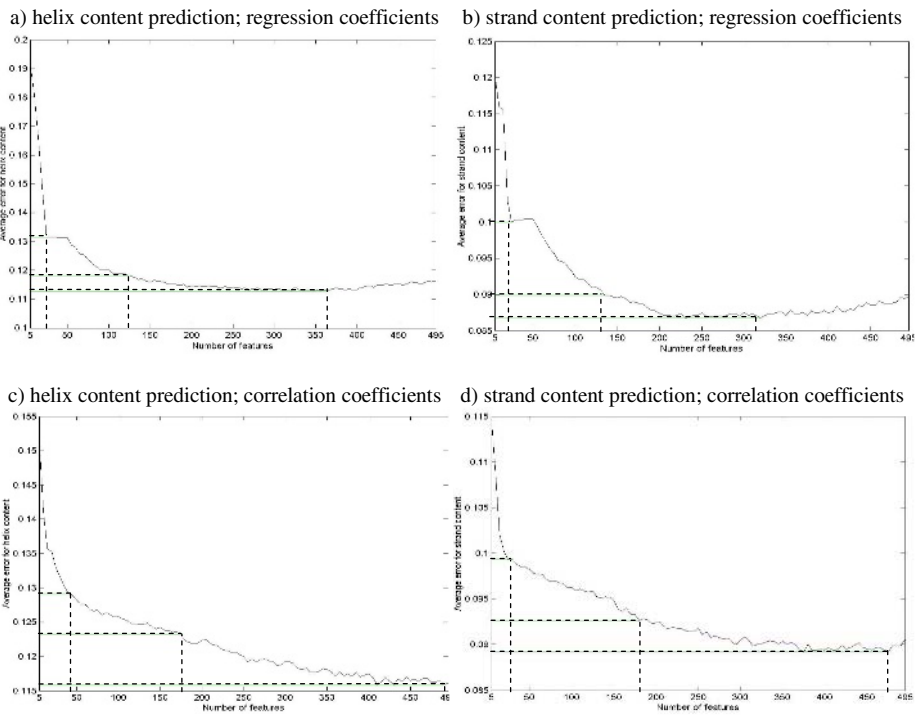 a) helix content prediction; regression coefficients
0.2
0.19
0.18
0.17
0.16
0.15
0.14
0.13
0.12
0.11
0.1
Average error for helix content
5 50 100 150 200 250 300 350 400 450 495
Number of features
b) strand content prediction; regression coefficients
0.125
0.12
0.115
0.11
0.105
0.1
0.095
0.09
0.085
Average error for strand content
5 50 100 150 200 250 300 350 400 450 495
Number of features
c) helix content prediction; correlation coefficients
0.155
0.15
0.145
0.14
0.135
0.13
0.125
0.12
0.115
Average error for helix content
5 50 100 150 200 250 300 350 400 450 495
Number of features
d) strand content prediction; correlation coefficients
0.115
0.11
0.105
0.1
0.095
0.085
Average error for strand content
5 50 100 150 200 250 300 350 400 450 495
Number of features